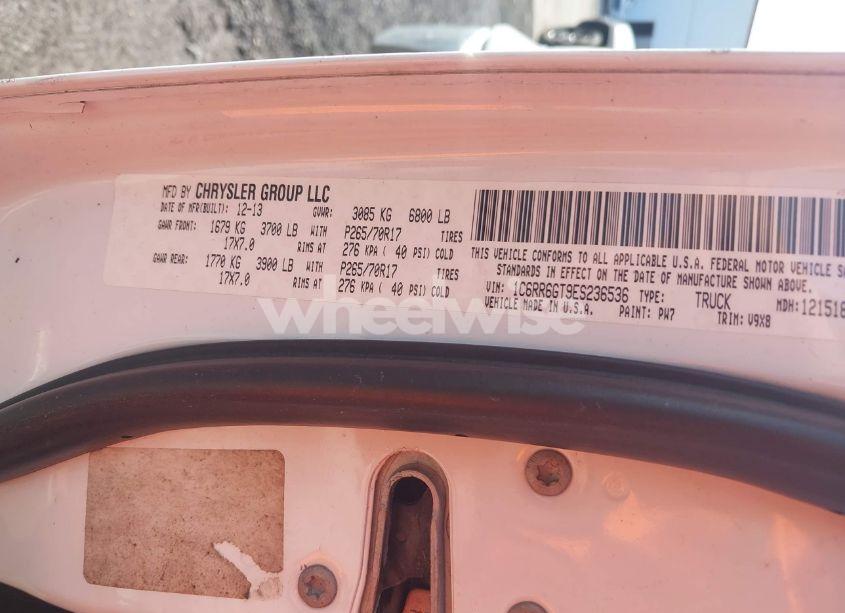 MFD BY CHRYSLER GROUP LLC
DATE OF MFR(BUILT): 12-13 GVWR: 3085 KG 6800 LB
GAWR FRONT: 1679 KG 3700 LB WITH P265/70R17 TIRES
17X7.0 RIMS AT 276 KPA ( 40 PSI) COLD
GAWR REAR: 1770 KG 3900 LB WITH P265/70R17 TIRES
17X7.0 RIMS AT 276 KPA ( 40 PSI) COLD
THIS VEHICLE CONFORMS TO ALL APPLICABLE U.S.A. FEDERAL MOTOR VEHICLE
STANDARDS IN EFFECT ON THE DATE OF MANUFACTURE SHOWN ABOVE.
VIN: 1C6RR6GT9ES236536 TYPE: TRUCK MDH: 121518
VEHICLE MADE IN U.S.A. PAINT: PW7 TRIM: V9X8
wheelwise